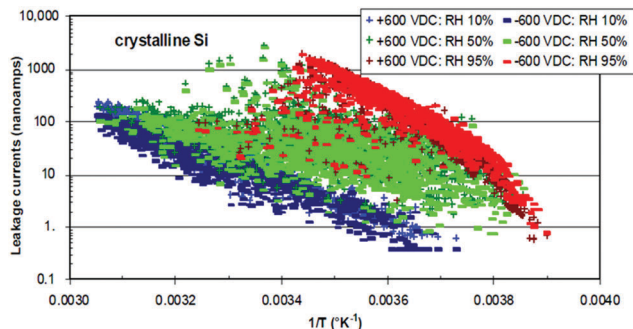 10,000
+600 VDC: RH 10% -600 VDC: RH 10%
+600 VDC: RH 50% -600 VDC: RH 50%
+600 VDC: RH 95% -600 VDC: RH 95%
crystalline Si
1000
100
10
1.
0.1
Leakage currents (nanoamps)
0.0030 0.0032 0.0034 0.0036 0.0038 0.0040
1/T (°K⁻¹)